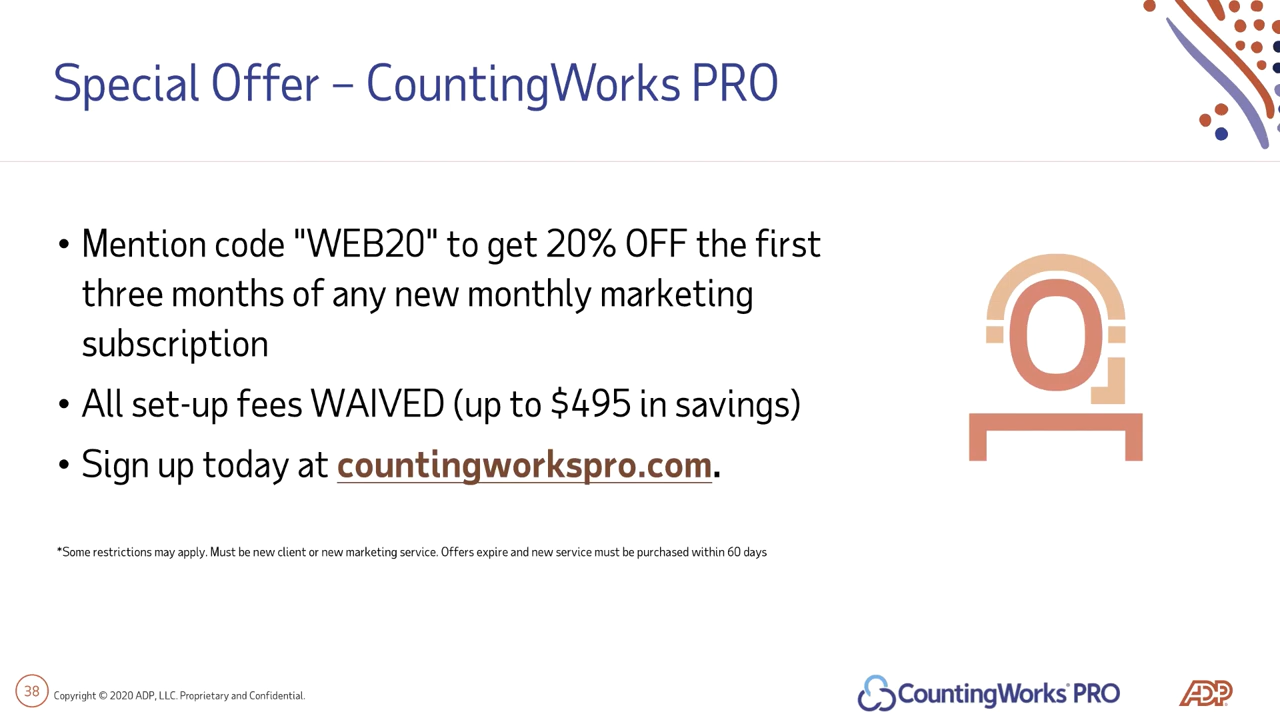 Special Offer – CountingWorks PRO
• Mention code "WEB20" to get 20% OFF the first
three months of any new monthly marketing
subscription
• All set-up fees WAIVED (up to $495 in savings)
• Sign up today at countingworkspro.com.
*Some restrictions may apply. Must be new client or new marketing service. Offers expire and new service must be purchased within 60 days
38 Copyright © 2020 ADP, LLC. Proprietary and Confidential.
CountingWorks® PRO
ADP